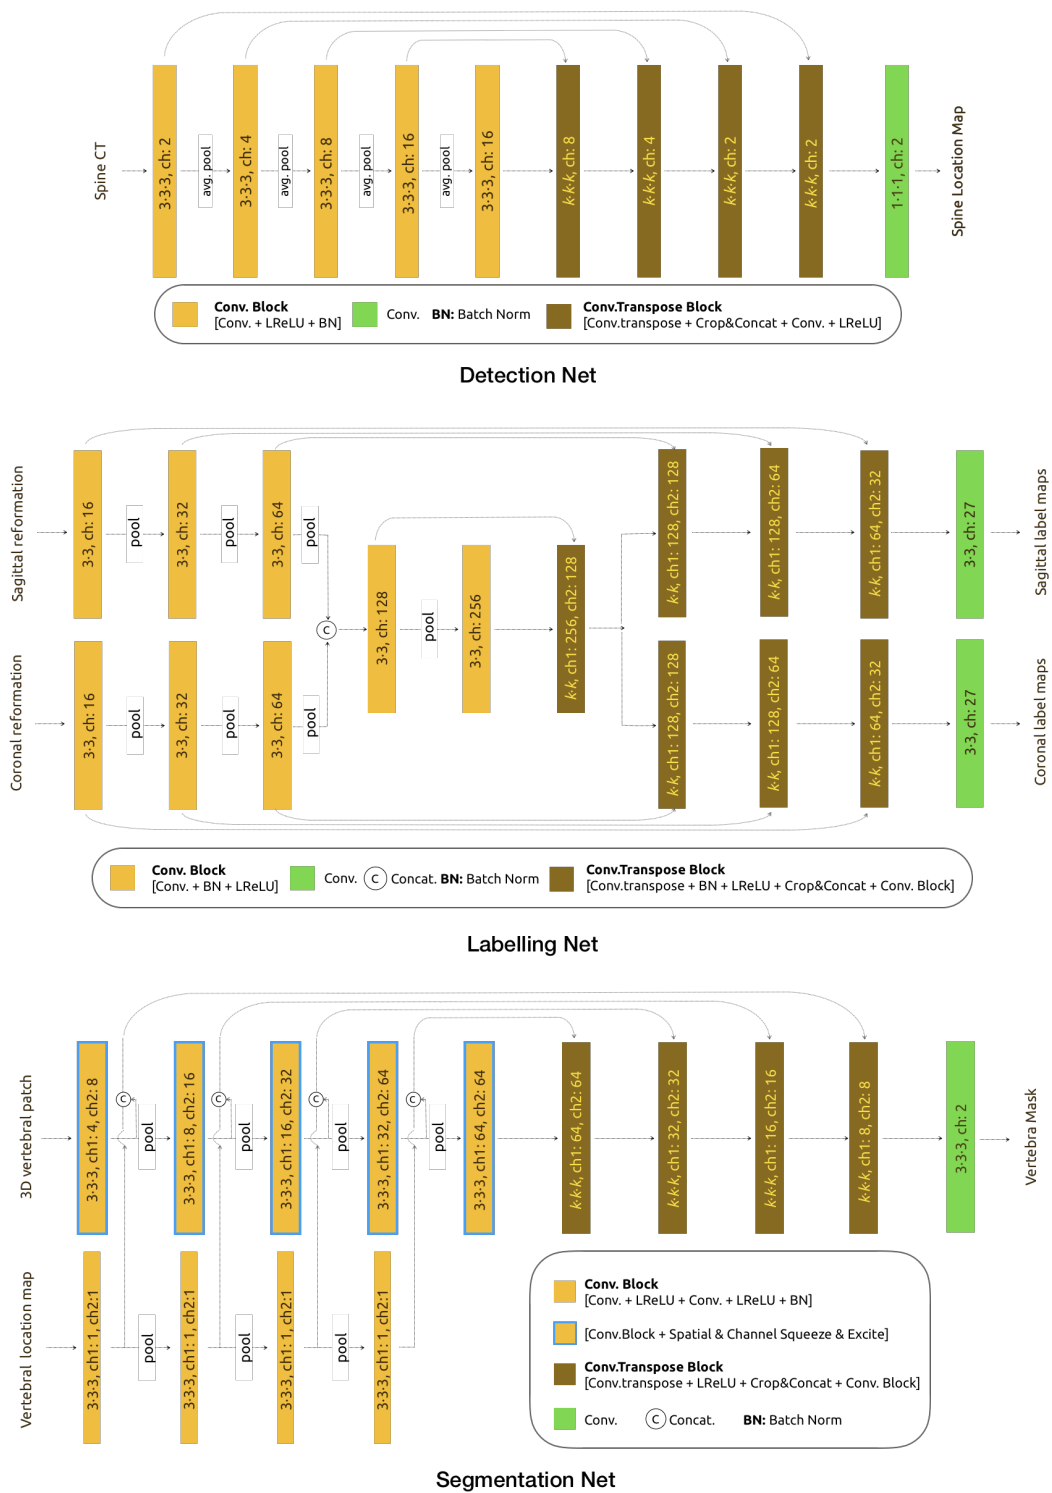 Spine CT
3·3·3, ch: 2
avg. pool
3·3·3, ch: 4
avg. pool
3·3·3, ch: 8
avg. pool
3·3·3, ch: 16
avg. pool
3·3·3, ch: 16
k·k·k, ch: 8
k·k·k, ch: 4
k·k·k, ch: 2
k·k·k, ch: 2
1·1·1, ch: 2
Spine Location Map
Conv. Block
[Conv. + LReLU + BN]
Conv.
BN: Batch Norm
Conv.Transpose Block
[Conv.transpose + Crop&Concat + Conv. + LReLU]
Detection Net
Sagittal reformation
3·3, ch: 16
pool
3·3, ch: 32
pool
3·3, ch: 64
pool
k·k, ch1: 128, ch2: 128
k·k, ch1: 128, ch2: 64
k·k, ch1: 64, ch2: 32
3·3, ch: 27
Sagittal label maps
C
3·3, ch: 128
pool
3·3, ch: 256
k·k, ch1: 256, ch2: 128
Coronal reformation
3·3, ch: 16
pool
3·3, ch: 32
pool
3·3, ch: 64
pool
k·k, ch1: 128, ch2: 128
k·k, ch1: 128, ch2: 64
k·k, ch1: 64, ch2: 32
3·3, ch: 27
Coronal label maps
Conv. Block
[Conv. + BN + LReLU]
Conv.
C Concat. BN: Batch Norm
Conv.Transpose Block
[Conv.transpose + BN + LReLU + Crop&Concat + Conv. Block]
Labelling Net
3D vertebral patch
3·3·3, ch1: 4, ch2: 8
C
pool
3·3·3, ch1: 8, ch2: 16
C
pool
3·3·3, ch1: 16, ch2: 32
C
pool
3·3·3, ch1: 32, ch2: 64
C
pool
3·3·3, ch1: 64, ch2: 64
k·k·k, ch1: 64, ch2: 64
k·k·k, ch1: 32, ch2: 32
k·k·k, ch1: 16, ch2: 16
k·k·k, ch1: 8, ch2: 8
3·3·3, ch: 2
Vertebra Mask
Vertebral location map
3·3·3, ch1: 1, ch2:1
pool
3·3·3, ch1: 1, ch2:1
pool
3·3·3, ch1: 1, ch2:1
pool
3·3·3, ch1: 1, ch2:1
Conv. Block
[Conv. + LReLU + Conv. + LReLU + BN]
[Conv.Block + Spatial & Channel Squeeze & Excite]
Conv.Transpose Block
[Conv.transpose + LReLU + Crop&Concat + Conv. Block]
Conv.
C Concat.
BN: Batch Norm
Segmentation Net